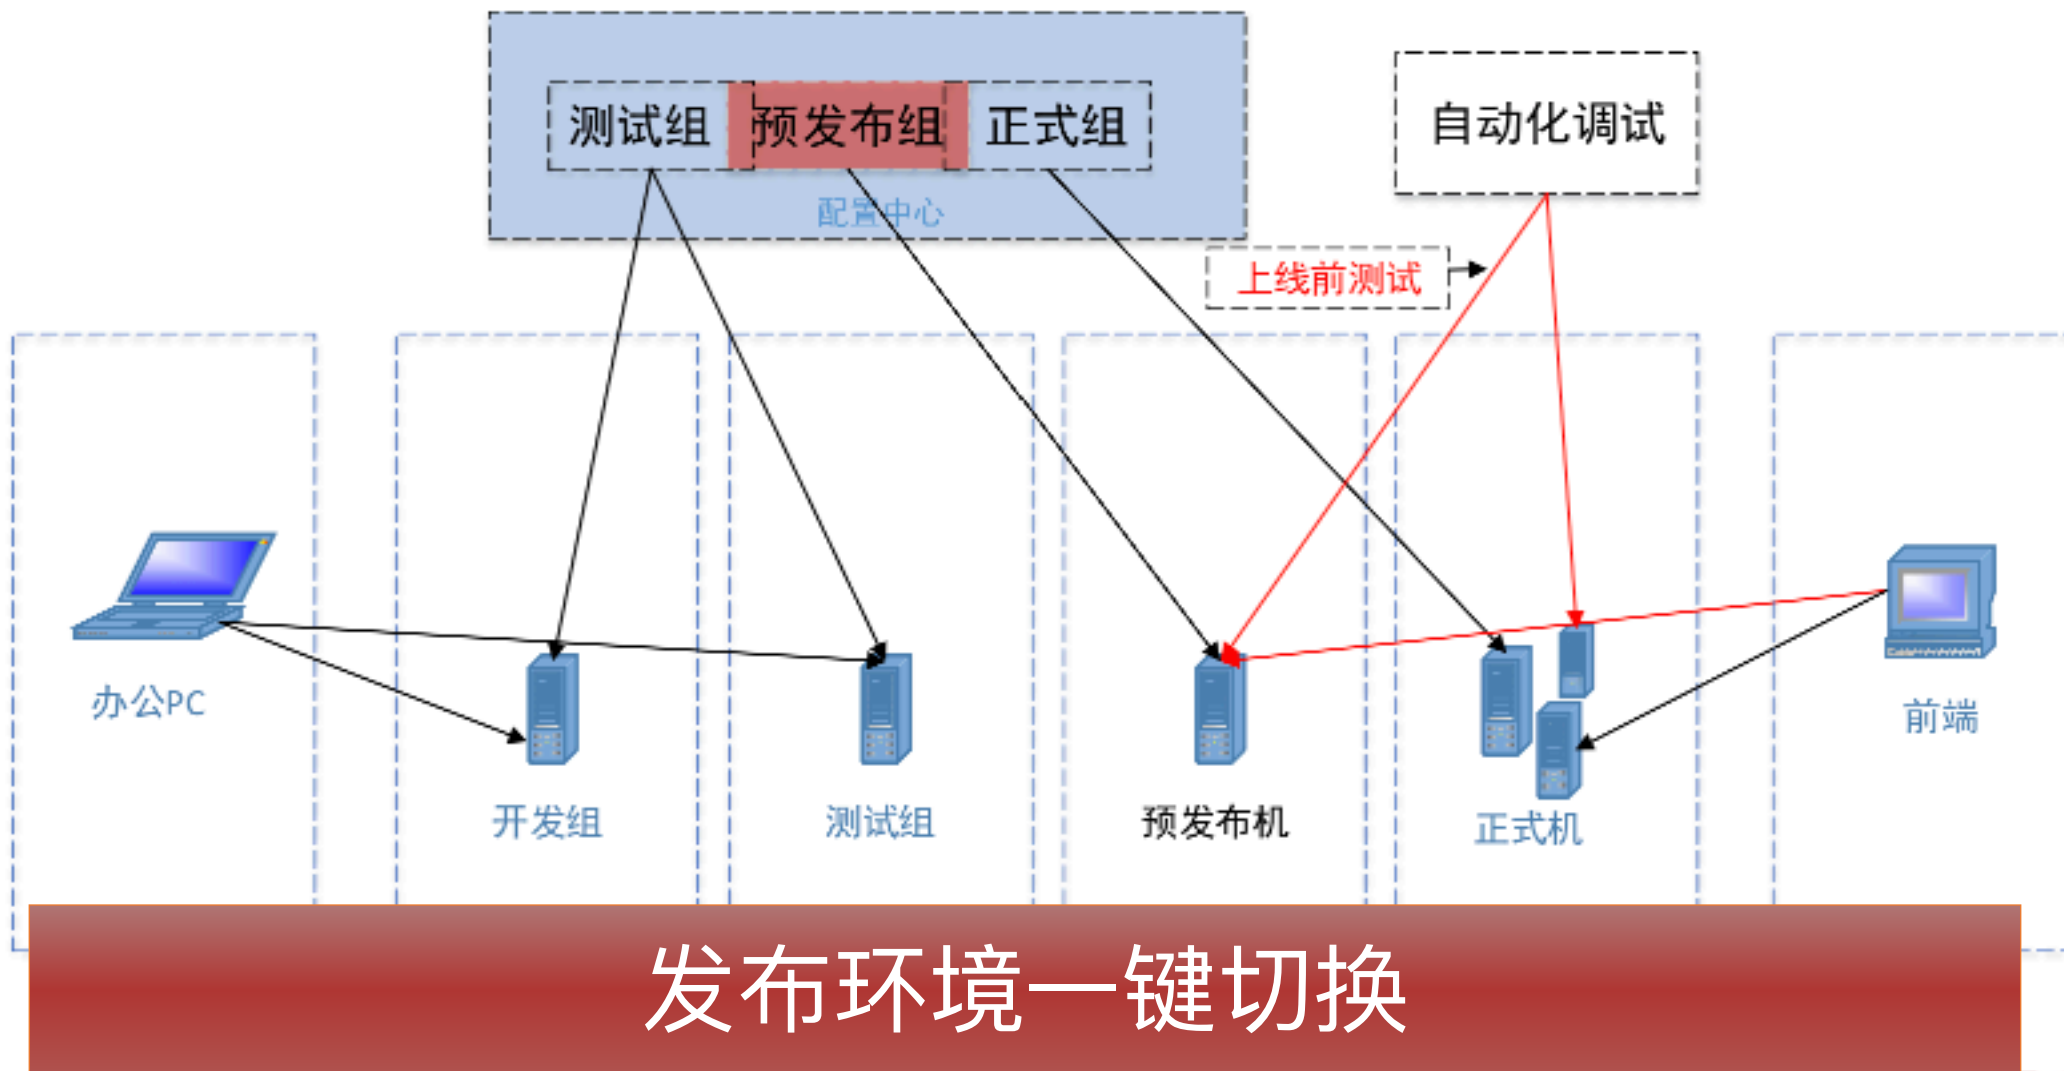 测试组
预发布组
正式组
配置中心
自动化调试
上线前测试
办公PC
开发组
测试组
预发布机
正式机
前端
发布环境一键切换